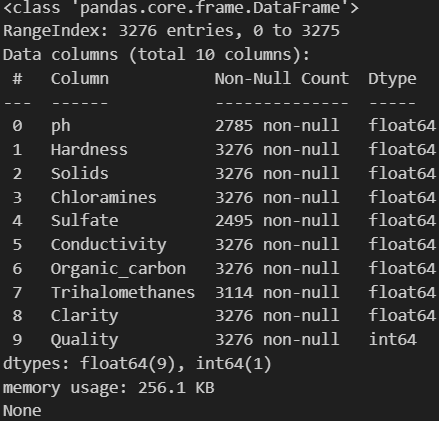 <class 'pandas.core.frame.DataFrame'>
RangeIndex: 3276 entries, 0 to 3275
Data columns (total 10 columns):
 #   Column           Non-Null Count  Dtype
---  ------           --------------  -----
 0   ph               2785 non-null   float64
 1   Hardness         3276 non-null   float64
 2   Solids           3276 non-null   float64
 3   Chloramines      3276 non-null   float64
 4   Sulfate          2495 non-null   float64
 5   Conductivity     3276 non-null   float64
 6   Organic_carbon   3276 non-null   float64
 7   Trihalomethanes  3114 non-null   float64
 8   Clarity          3276 non-null   float64
 9   Quality          3276 non-null   int64
dtypes: float64(9), int64(1)
memory usage: 256.1 KB
None